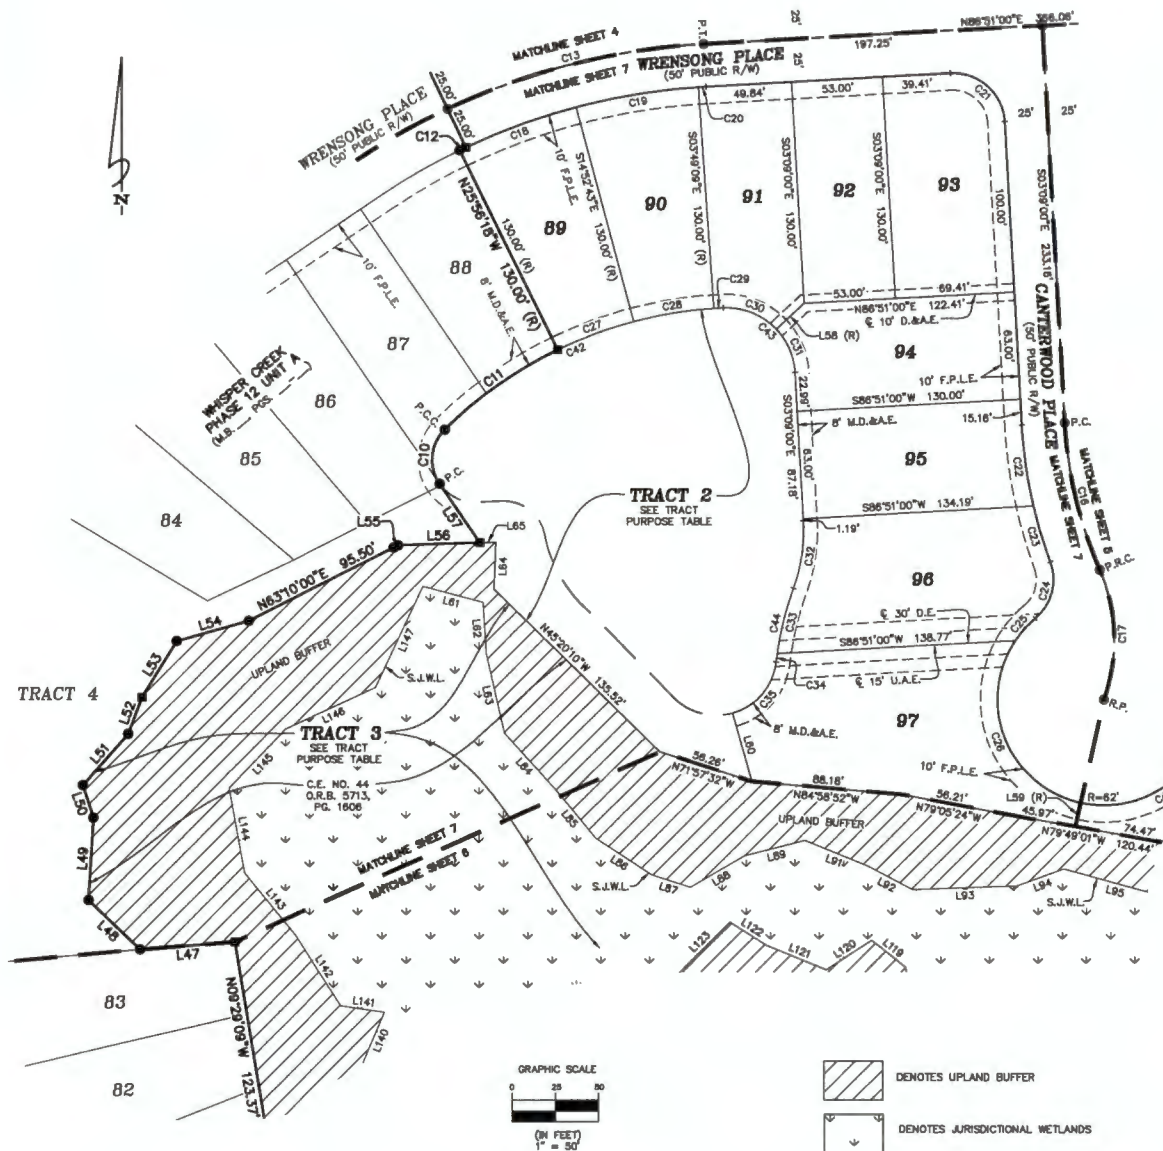 N86°51'00"E 356.06'
197.25'
25'
25'
P.T.
MATCHLINE SHEET 4
C13
MATCHLINE SHEET 7
WRENSONG PLACE
(50' PUBLIC R/W)
25.00'
25.00'
WRENSONG PLACE
(50' PUBLIC R/W)
C12
C18
C19
49.84'
53.00'
39.41'
C20
C21
25'
25'
N
10' F.P.L.E.
10' F.P.L.E.
N25°56'18"W 130.00' (R)
130.00' (R)
S14°52'43"E 130.00' (R)
S03°49'09"E 130.00' (R)
S03°09'00"E 130.00'
S03°09'00"E 130.00'
100.00'
S03°09'00"E 233.16'
88
89
90
91
92
93
8' M.D.&A.E.
C27
C28
C29
C30
C42
C43
C31
53.00'
69.41'
N86°51'00"E 122.41'
℄ 10' D.&A.E.
L58 (R)
CANTERWOOD PLACE
(50' PUBLIC R/W)
87
94
63.00'
WHISPER CREEK
PHASE 12 UNIT A
(M.B. ___ PGS.
C11
22.99'
10' F.P.L.E.
S86°51'00"W 130.00'
15.16'
86
P.C.C.
8' M.D.&A.E.
P.C.
S03°09'00"E 87.18'
63.00'
85
C10
P.C.
95
C22
MATCHLINE SHEET 5
C16
MATCHLINE SHEET 7
84
L57
TRACT 2
SEE TRACT
PURPOSE TABLE
S86°51'00"W 134.19'
L55
L56
L65
1.19'
C23
N63°10'00"E 95.50'
L64
C32
96
P.R.C.
L54
L61
L62
L147
C24
L53
UPLAND BUFFER
S.J.W.L.
N45°20'10"W 135.52'
C44
C33
℄ 30' D.E.
C25
S86°51'00"W 138.77'
C17
TRACT 4
L52
L146
L63
C34
℄ 15' U.A.E.
R.P.
L51
TRACT 3
SEE TRACT
PURPOSE TABLE
C35
8' M.D.&A.E.
97
C26
L145
L84
L60
L50
C.E. NO. 44
O.R.B. 5713,
PG. 1606
56.26'
N71°57'32"W
88.18'
N84°58'52"W
10' F.P.L.E.
L59 (R)
R=62'
56.21'
N79°05'24"W
45.97'
N79°49'01"W
74.47'
120.44'
L144
L85
UPLAND BUFFER
L49
MATCHLINE SHEET 7
MATCHLINE SHEET 6
L86
S.J.W.L.
L87
L88
L89
L91
L92
L93
L94
S.J.W.L.
L95
L48
L143
L47
L123
L122
L121
L120
L119
83
N09°29'09"W 123.37'
L142
L141
L140
82
GRAPHIC SCALE
0 25 50
(IN FEET)
1" = 50'
DENOTES UPLAND BUFFER
DENOTES JURISDICTIONAL WETLANDS